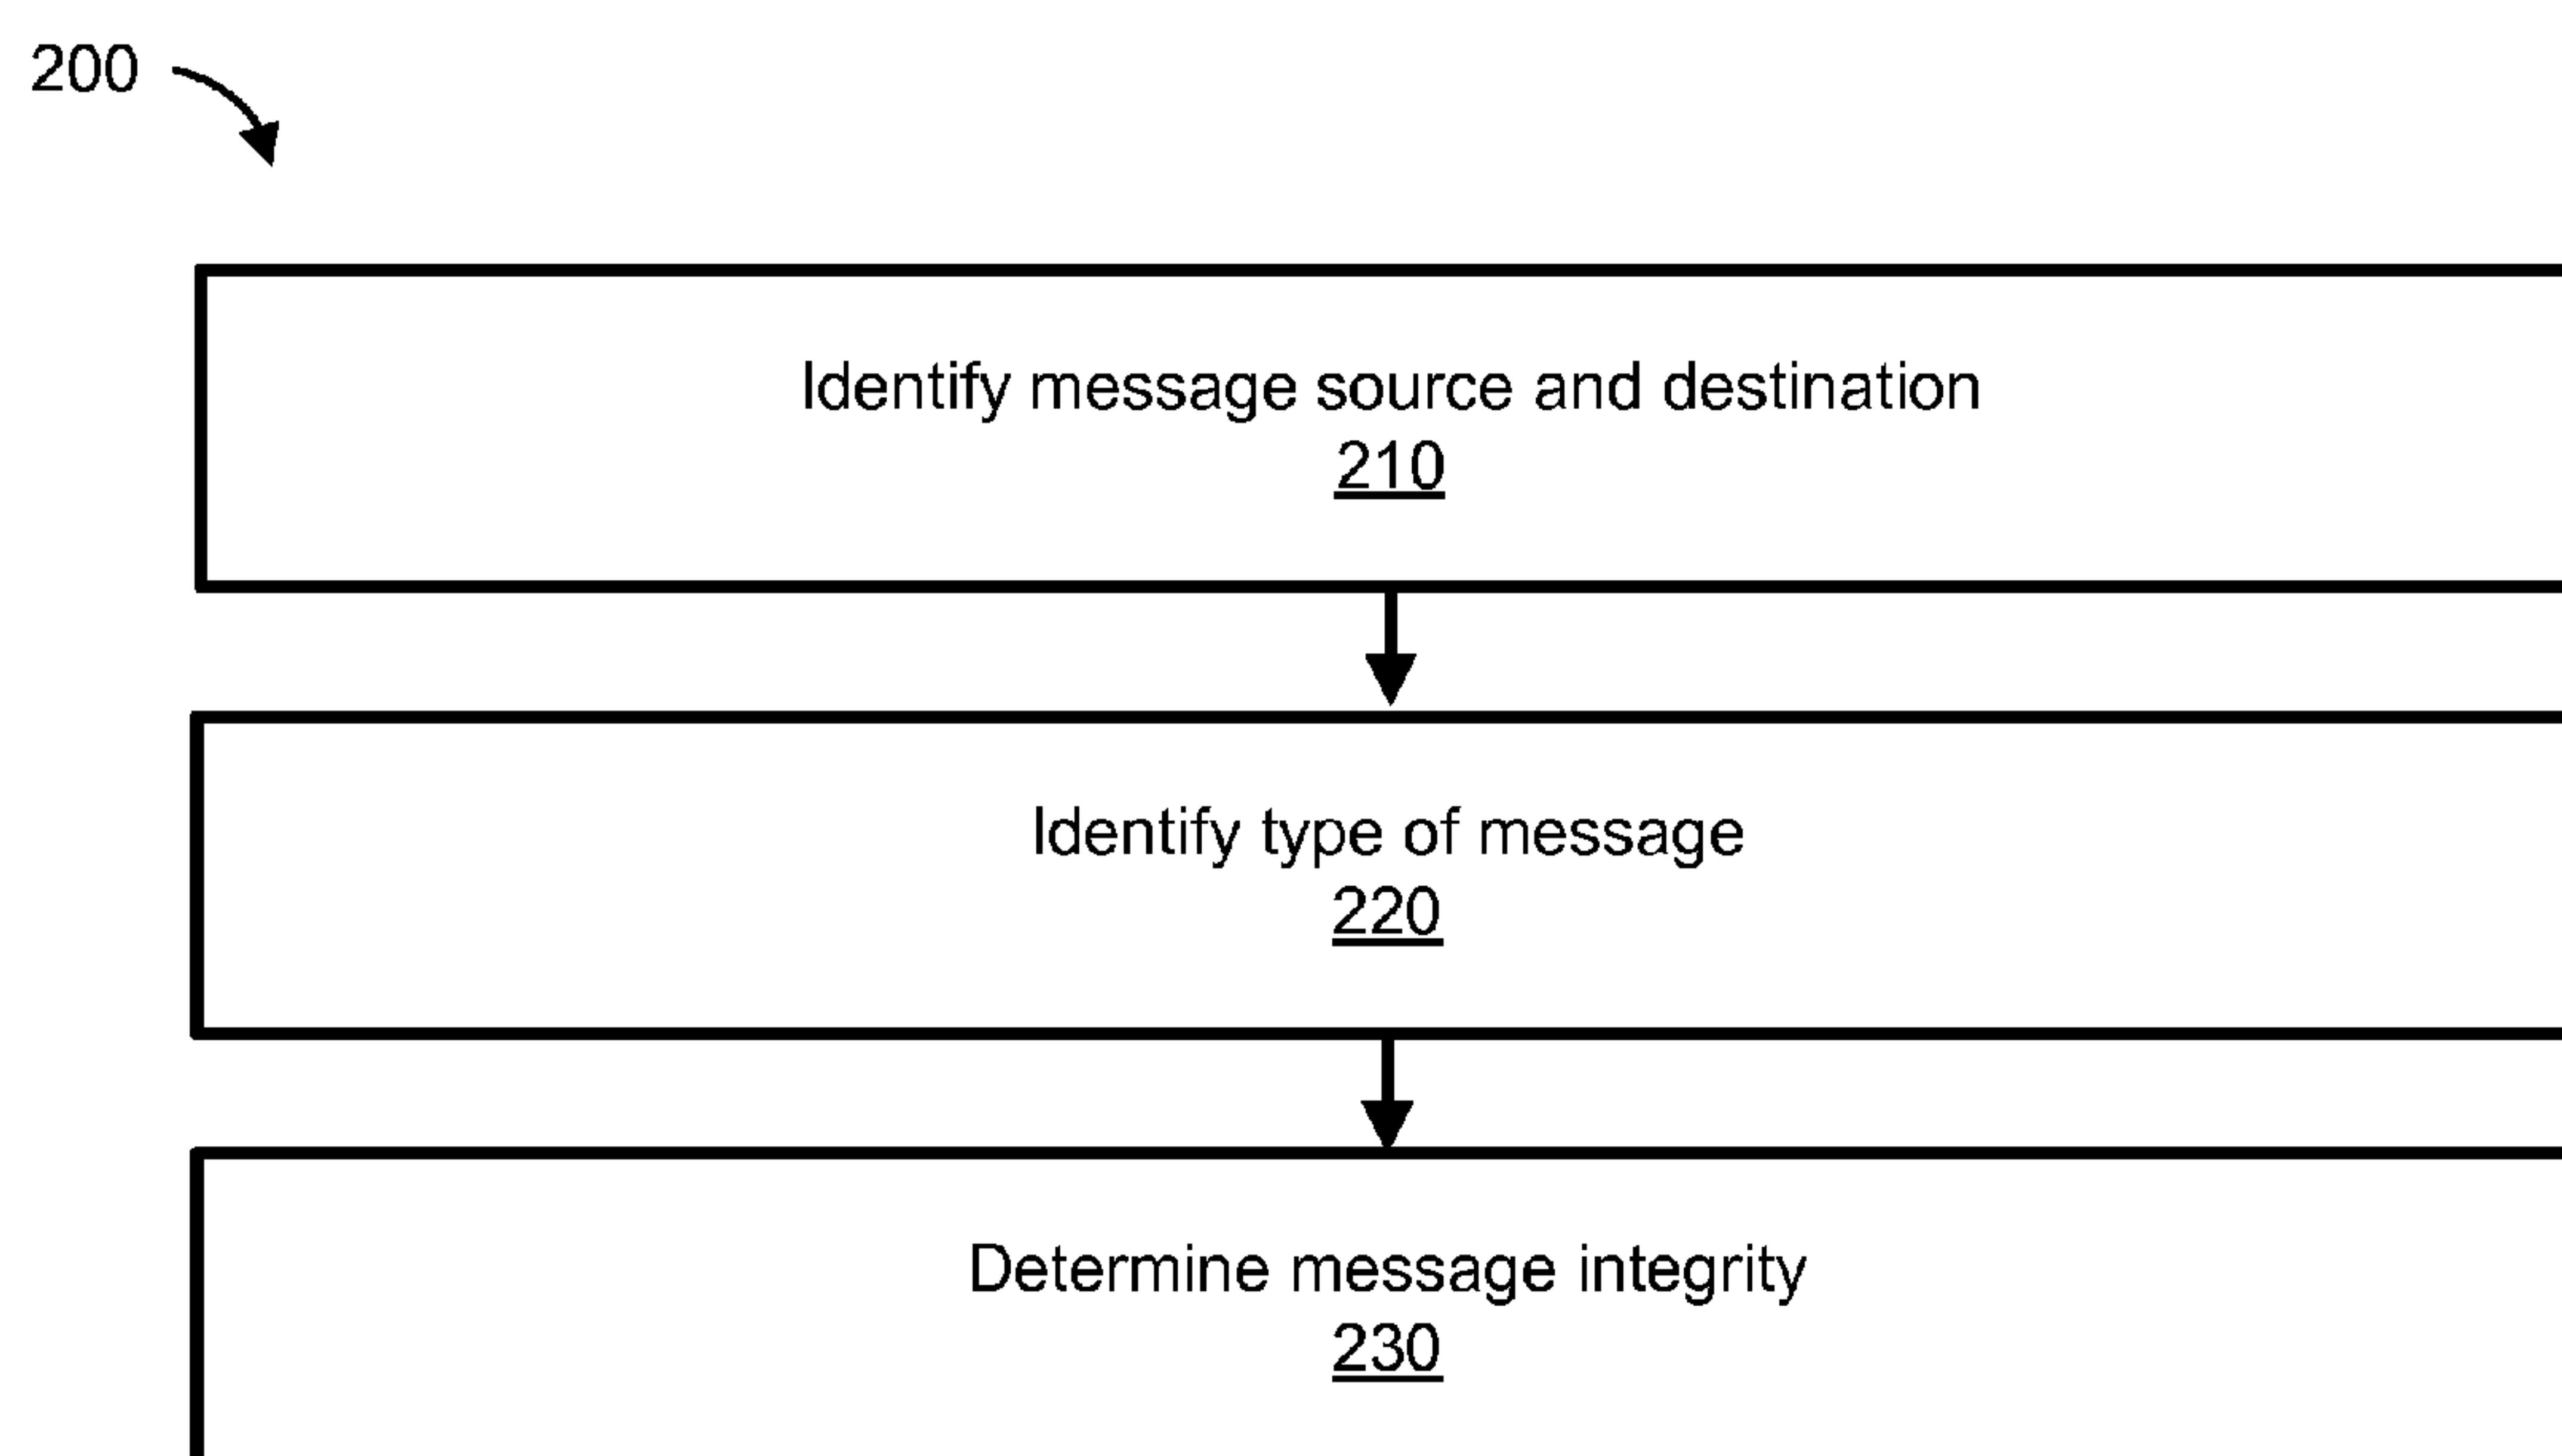 200
Identify message source and destination
210
Identify type of message
220
Determine message integrity
230